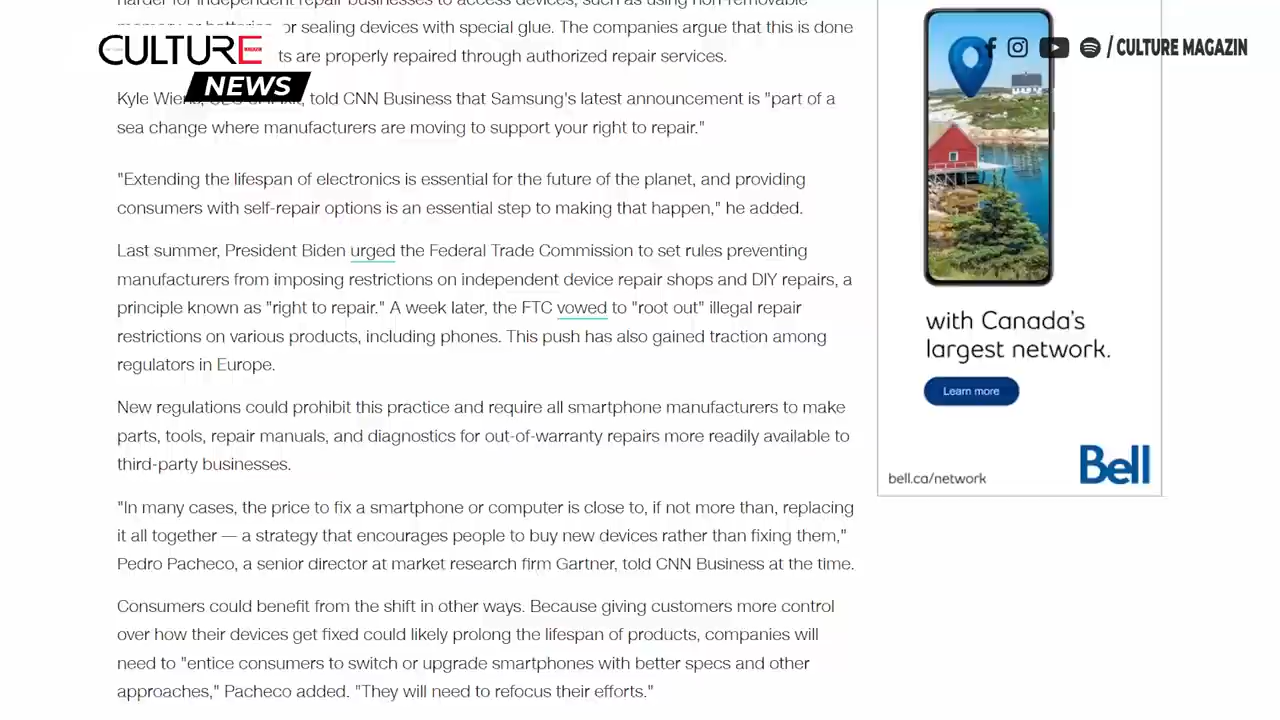 harder for independent repair businesses to access devices, such as using non-removable
memory or batteries, or sealing devices with special glue. The companies argue that this is done
ts are properly repaired through authorized repair services.
CULTURE
NEWS
/ CULTURE MAGAZIN
Kyle Wiens, CEO of iFixit, told CNN Business that Samsung's latest announcement is "part of a
sea change where manufacturers are moving to support your right to repair."
"Extending the lifespan of electronics is essential for the future of the planet, and providing
consumers with self-repair options is an essential step to making that happen," he added.
Last summer, President Biden urged the Federal Trade Commission to set rules preventing
manufacturers from imposing restrictions on independent device repair shops and DIY repairs, a
principle known as "right to repair." A week later, the FTC vowed to "root out" illegal repair
restrictions on various products, including phones. This push has also gained traction among
regulators in Europe.
New regulations could prohibit this practice and require all smartphone manufacturers to make
parts, tools, repair manuals, and diagnostics for out-of-warranty repairs more readily available to
third-party businesses.
"In many cases, the price to fix a smartphone or computer is close to, if not more than, replacing
it all together — a strategy that encourages people to buy new devices rather than fixing them,"
Pedro Pacheco, a senior director at market research firm Gartner, told CNN Business at the time.
Consumers could benefit from the shift in other ways. Because giving customers more control
over how their devices get fixed could likely prolong the lifespan of products, companies will
need to "entice consumers to switch or upgrade smartphones with better specs and other
approaches," Pacheco added. "They will need to refocus their efforts."
with Canada's
largest network.
Learn more
bell.ca/network
Bell